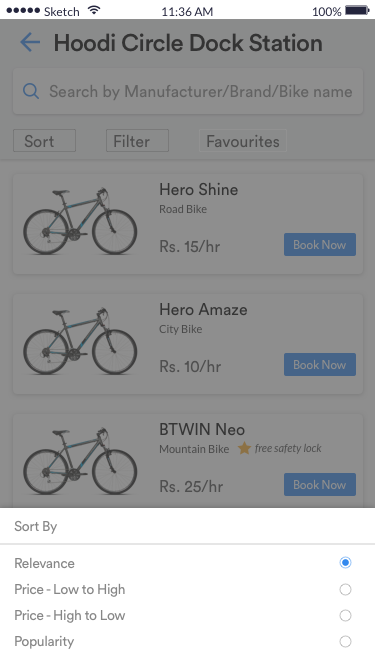 Sketch 11:36 AM 100%
Hoodi Circle Dock Station
Search by Manufacturer/Brand/Bike name
Sort Filter Favourites
Hero Shine
Road Bike
Rs. 15/hr Book Now
Hero Amaze
City Bike
Rs. 10/hr Book Now
BTWIN Neo
Mountain Bike free safety lock
Rs. 25/hr Book Now
Sort By
Relevance
Price - Low to High
Price - High to Low
Popularity